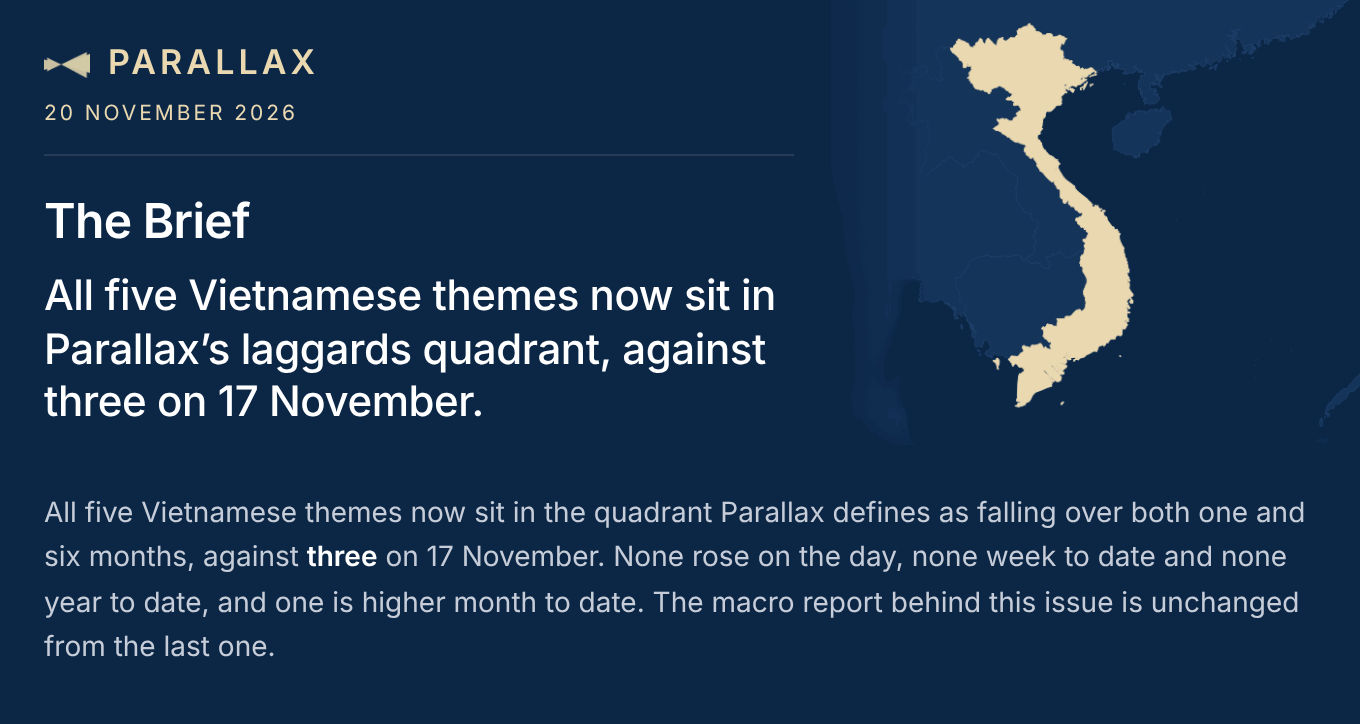 PARALLAX
20 NOVEMBER 2026
The Brief
All five Vietnamese themes now sit in
Parallax’s laggards quadrant, against
three on 17 November.
All five Vietnamese themes now sit in the quadrant Parallax defines as falling over both one and
six months, against three on 17 November. None rose on the day, none week to date and none
year to date, and one is higher month to date. The macro report behind this issue is unchanged
from the last one.